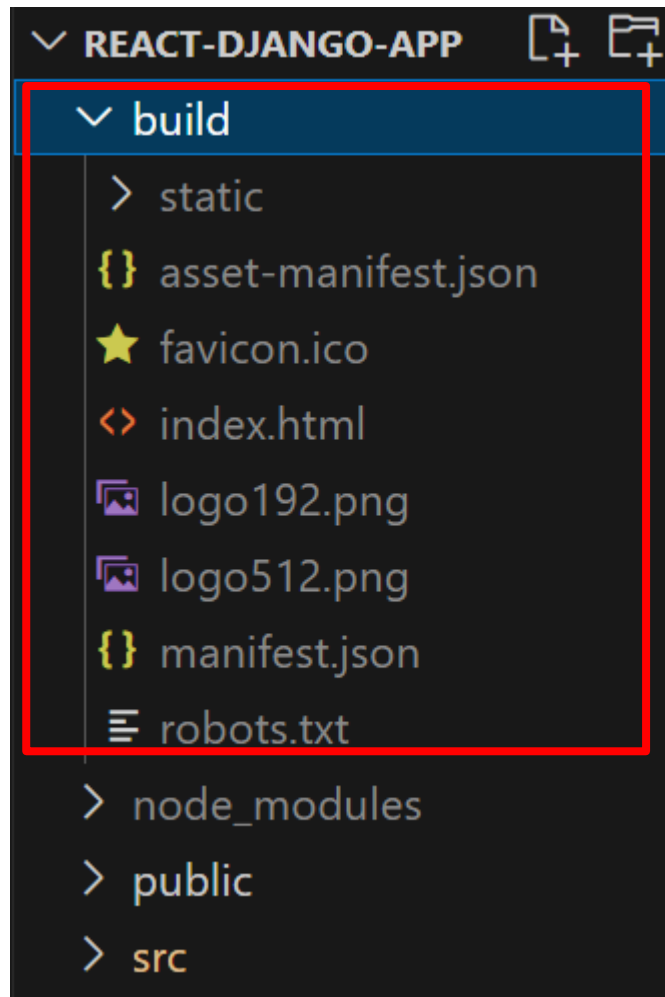 REACT-DJANGO-APP
build
static
asset-manifest.json
favicon.ico
index.html
logo192.png
logo512.png
manifest.json
robots.txt
node_modules
public
src